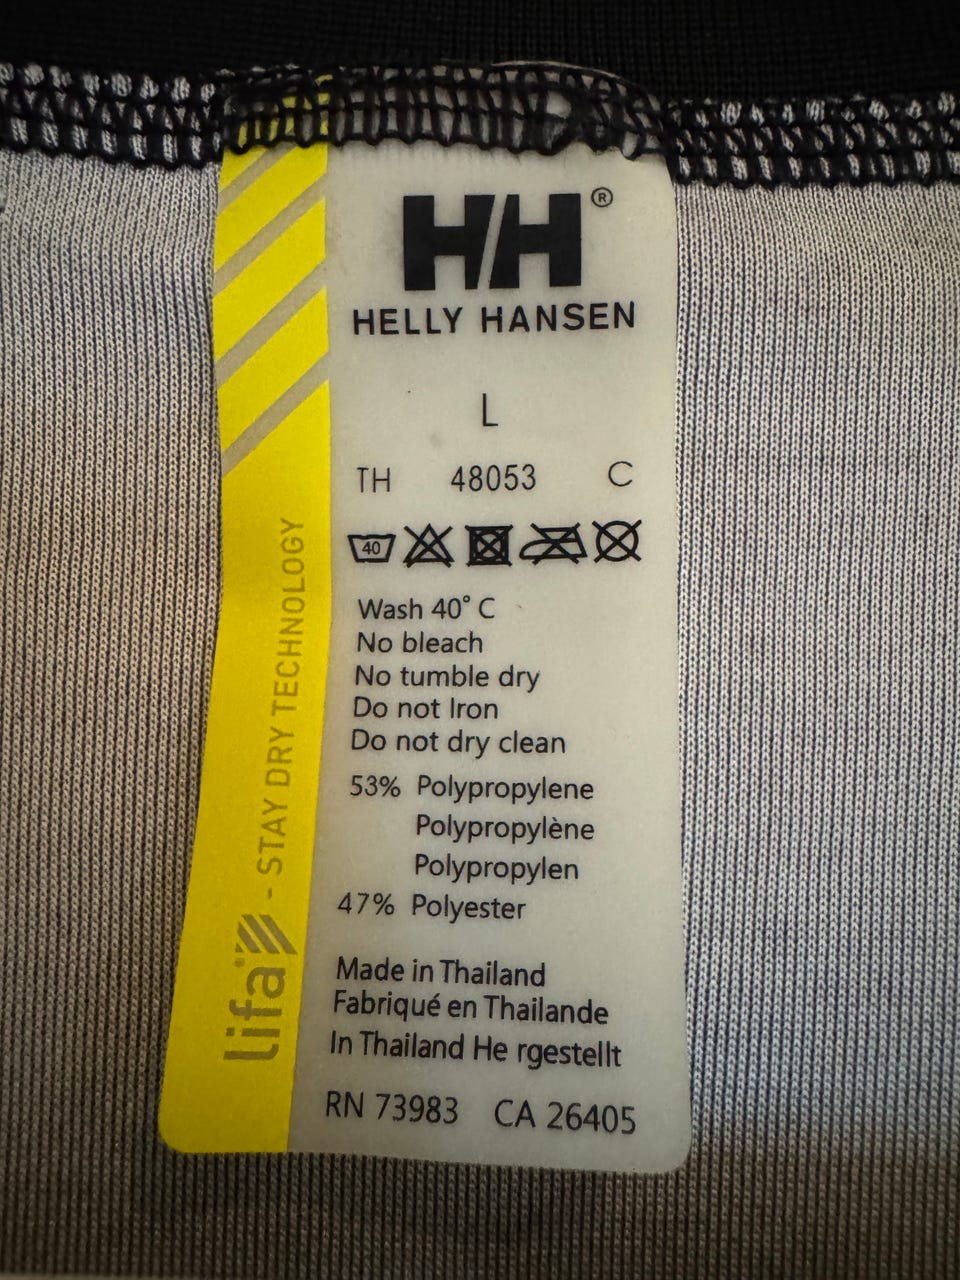 HH®
HELLY HANSEN
L
TH 48053 C
40
Wash 40° C
No bleach
No tumble dry
Do not Iron
Do not dry clean
53% Polypropylene
Polypropylène
Polypropylen
47% Polyester
Made in Thailand
Fabriqué en Thailande
In Thailand He rgestellt
RN 73983 CA 26405
lifa® - STAY DRY TECHNOLOGY